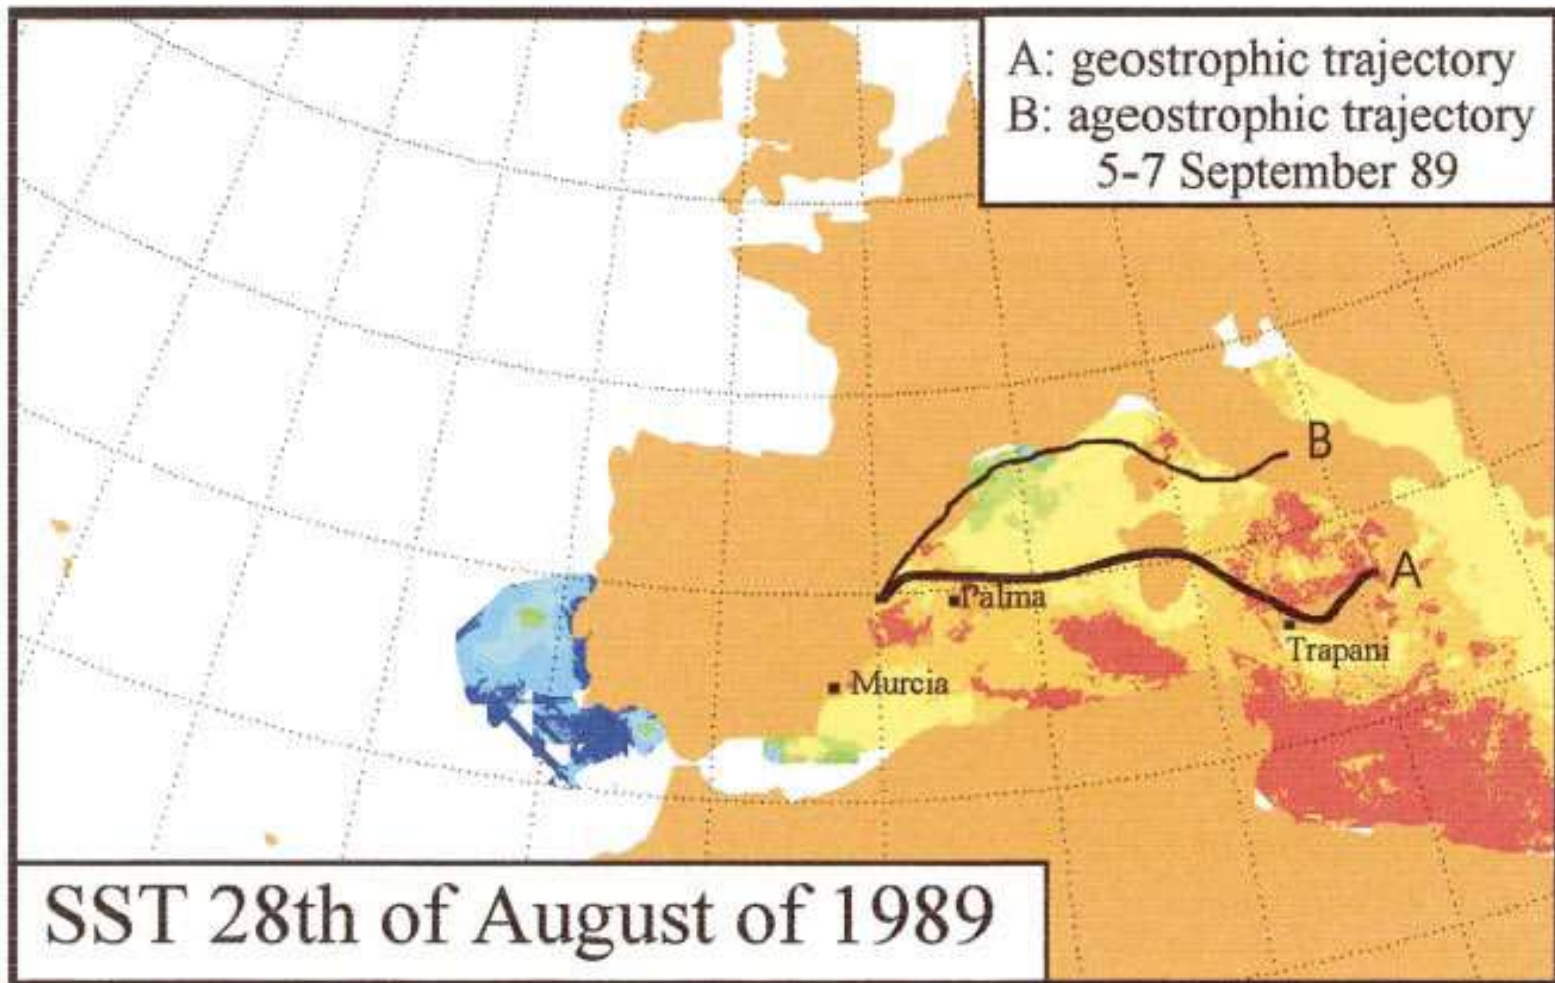 A: geostrophic trajectory
B: ageostrophic trajectory
5-7 September 89
B
A
Palma
Trapani
Murcia
SST 28th of August of 1989